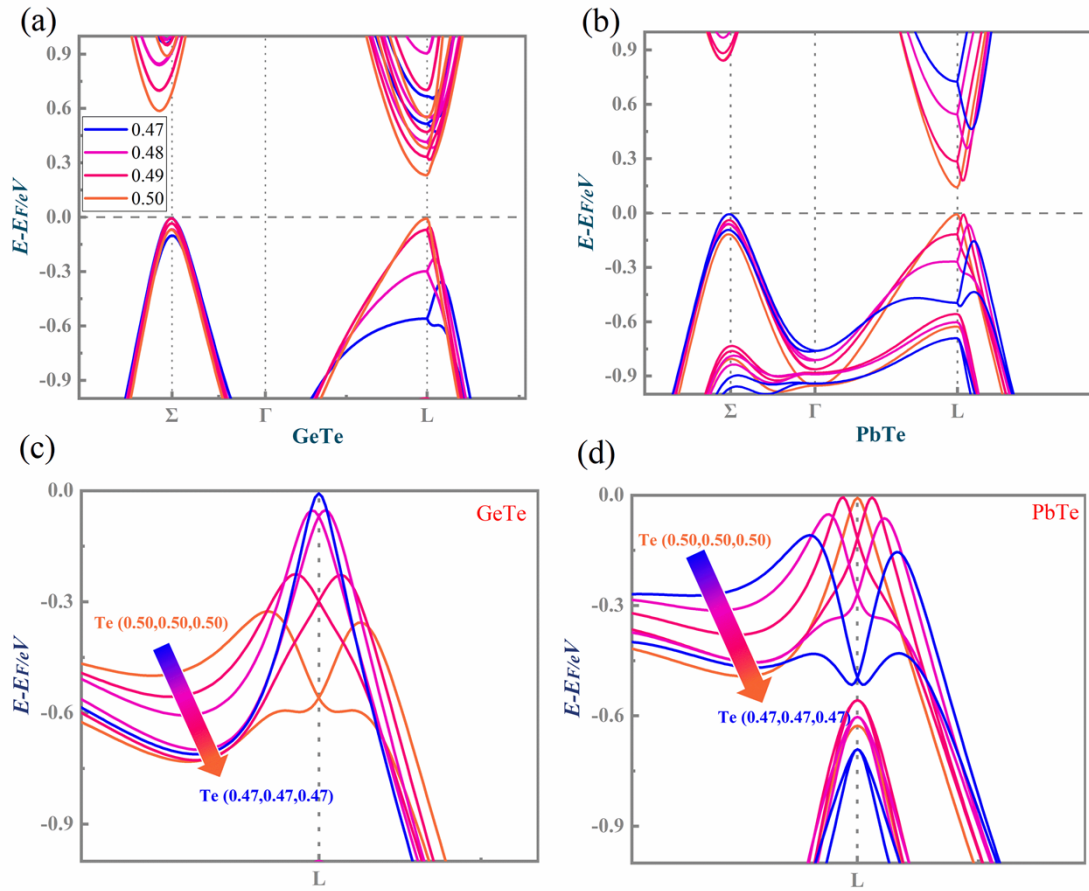 (a)
0.9
0.6
0.3
0.0
-0.3
-0.6
-0.9
E-EF/eV
0.47
0.48
0.49
0.50
Σ
Γ
L
GeTe
(b)
0.9
0.6
0.3
0.0
-0.3
-0.6
-0.9
E-EF/eV
Σ
Γ
L
PbTe
(c)
0.0
-0.3
-0.6
-0.9
E-EF/eV
GeTe
Te (0.50,0.50,0.50)
Te (0.47,0.47,0.47)
L
(d)
0.0
-0.3
-0.6
-0.9
E-EF/eV
PbTe
Te (0.50,0.50,0.50)
Te (0.47,0.47,0.47)
L